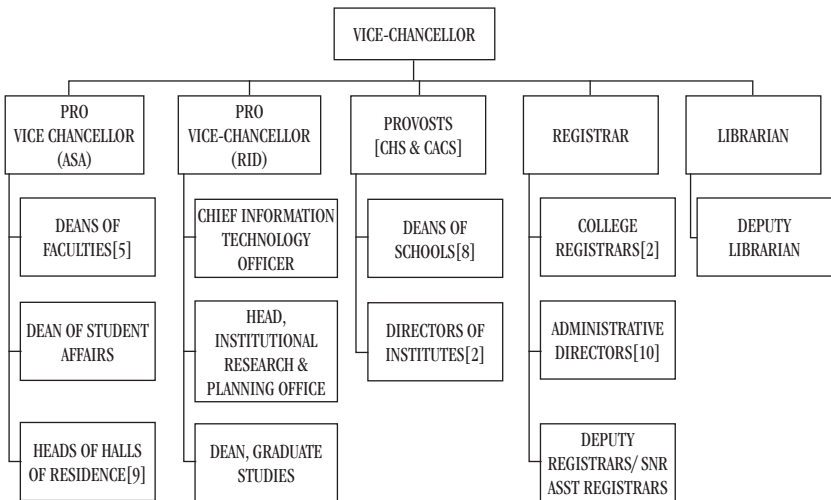 VICE-CHANCELLOR
PRO
VICE CHANCELLOR
(ASA)
PRO
VICE-CHANCELLOR
(RID)
PROVOSTS
[CHS & CACS]
REGISTRAR
LIBRARIAN
DEANS OF
FACULTIES[5]
CHIEF INFORMATION
TECHNOLOGY
OFFICER
DEANS OF
SCHOOLS[8]
COLLEGE
REGISTRARS[2]
DEPUTY
LIBRARIAN
DEAN OF STUDENT
AFFAIRS
HEAD,
INSTITUTIONAL
RESEARCH &
PLANNING OFFICE
DIRECTORS OF
INSTITUTES[2]
ADMINISTRATIVE
DIRECTORS[10]
HEADS OF HALLS
OF RESIDENCE[9]
DEAN, GRADUATE
STUDIES
DEPUTY
REGISTRARS/ SNR
ASST REGISTRARS